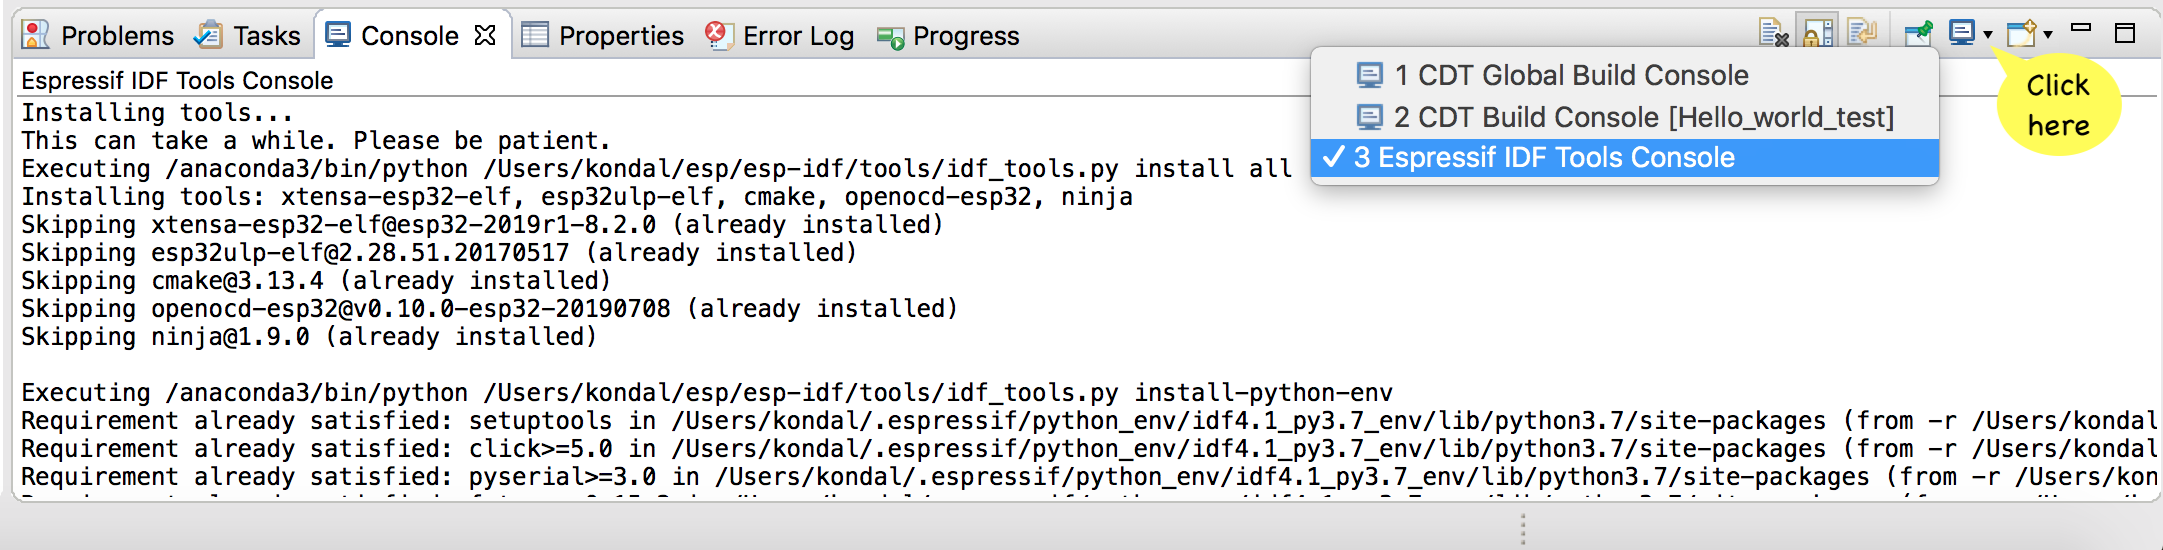 Problems Tasks Console Properties Error Log Progress
Espressif IDF Tools Console
1 CDT Global Build Console
2 CDT Build Console [Hello_world_test]
✓ 3 Espressif IDF Tools Console
Click
here
Installing tools...
This can take a while. Please be patient.
Executing /anaconda3/bin/python /Users/kondal/esp/esp-idf/tools/idf_tools.py install all
Installing tools: xtensa-esp32-elf, esp32ulp-elf, cmake, openocd-esp32, ninja
Skipping xtensa-esp32-elf@esp32-2019r1-8.2.0 (already installed)
Skipping esp32ulp-elf@2.28.51.20170517 (already installed)
Skipping cmake@3.13.4 (already installed)
Skipping openocd-esp32@v0.10.0-esp32-20190708 (already installed)
Skipping ninja@1.9.0 (already installed)
Executing /anaconda3/bin/python /Users/kondal/esp/esp-idf/tools/idf_tools.py install-python-env
Requirement already satisfied: setuptools in /Users/kondal/.espressif/python_env/idf4.1_py3.7_env/lib/python3.7/site-packages (from -r /Users/kondal
Requirement already satisfied: click>=5.0 in /Users/kondal/.espressif/python_env/idf4.1_py3.7_env/lib/python3.7/site-packages (from -r /Users/kondal
Requirement already satisfied: pyserial>=3.0 in /Users/kondal/.espressif/python_env/idf4.1_py3.7_env/lib/python3.7/site-packages (from -r /Users/kon